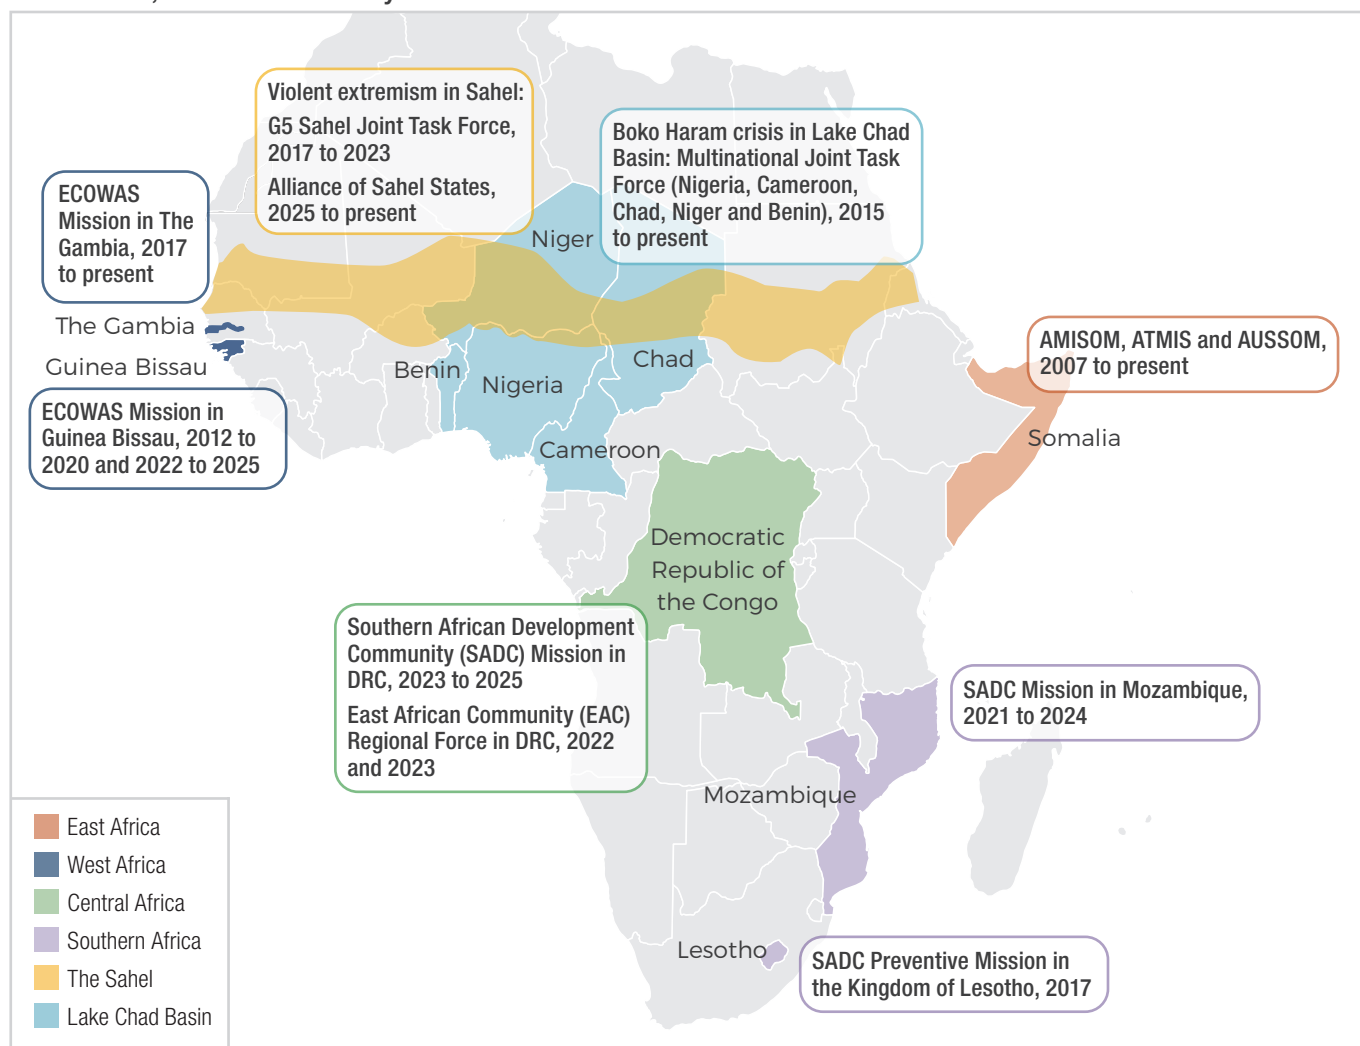 Violent extremism in Sahel:
G5 Sahel Joint Task Force,
2017 to 2023
Alliance of Sahel States,
2025 to present
Boko Haram crisis in Lake Chad
Basin: Multinational Joint Task
Force (Nigeria, Cameroon,
Chad, Niger and Benin), 2015
to present
ECOWAS
Mission in The
Gambia, 2017
to present
Niger
The Gambia
Guinea Bissau
Benin
Nigeria
Chad
Cameroon
AMISOM, ATMIS and AUSSOM,
2007 to present
Somalia
ECOWAS Mission in
Guinea Bissau, 2012 to
2020 and 2022 to 2025
Democratic
Republic of
the Congo
Southern African Development
Community (SADC) Mission in
DRC, 2023 to 2025
East African Community (EAC)
Regional Force in DRC, 2022
and 2023
SADC Mission in Mozambique,
2021 to 2024
Mozambique
Lesotho
SADC Preventive Mission in
the Kingdom of Lesotho, 2017
East Africa
West Africa
Central Africa
Southern Africa
The Sahel
Lake Chad Basin